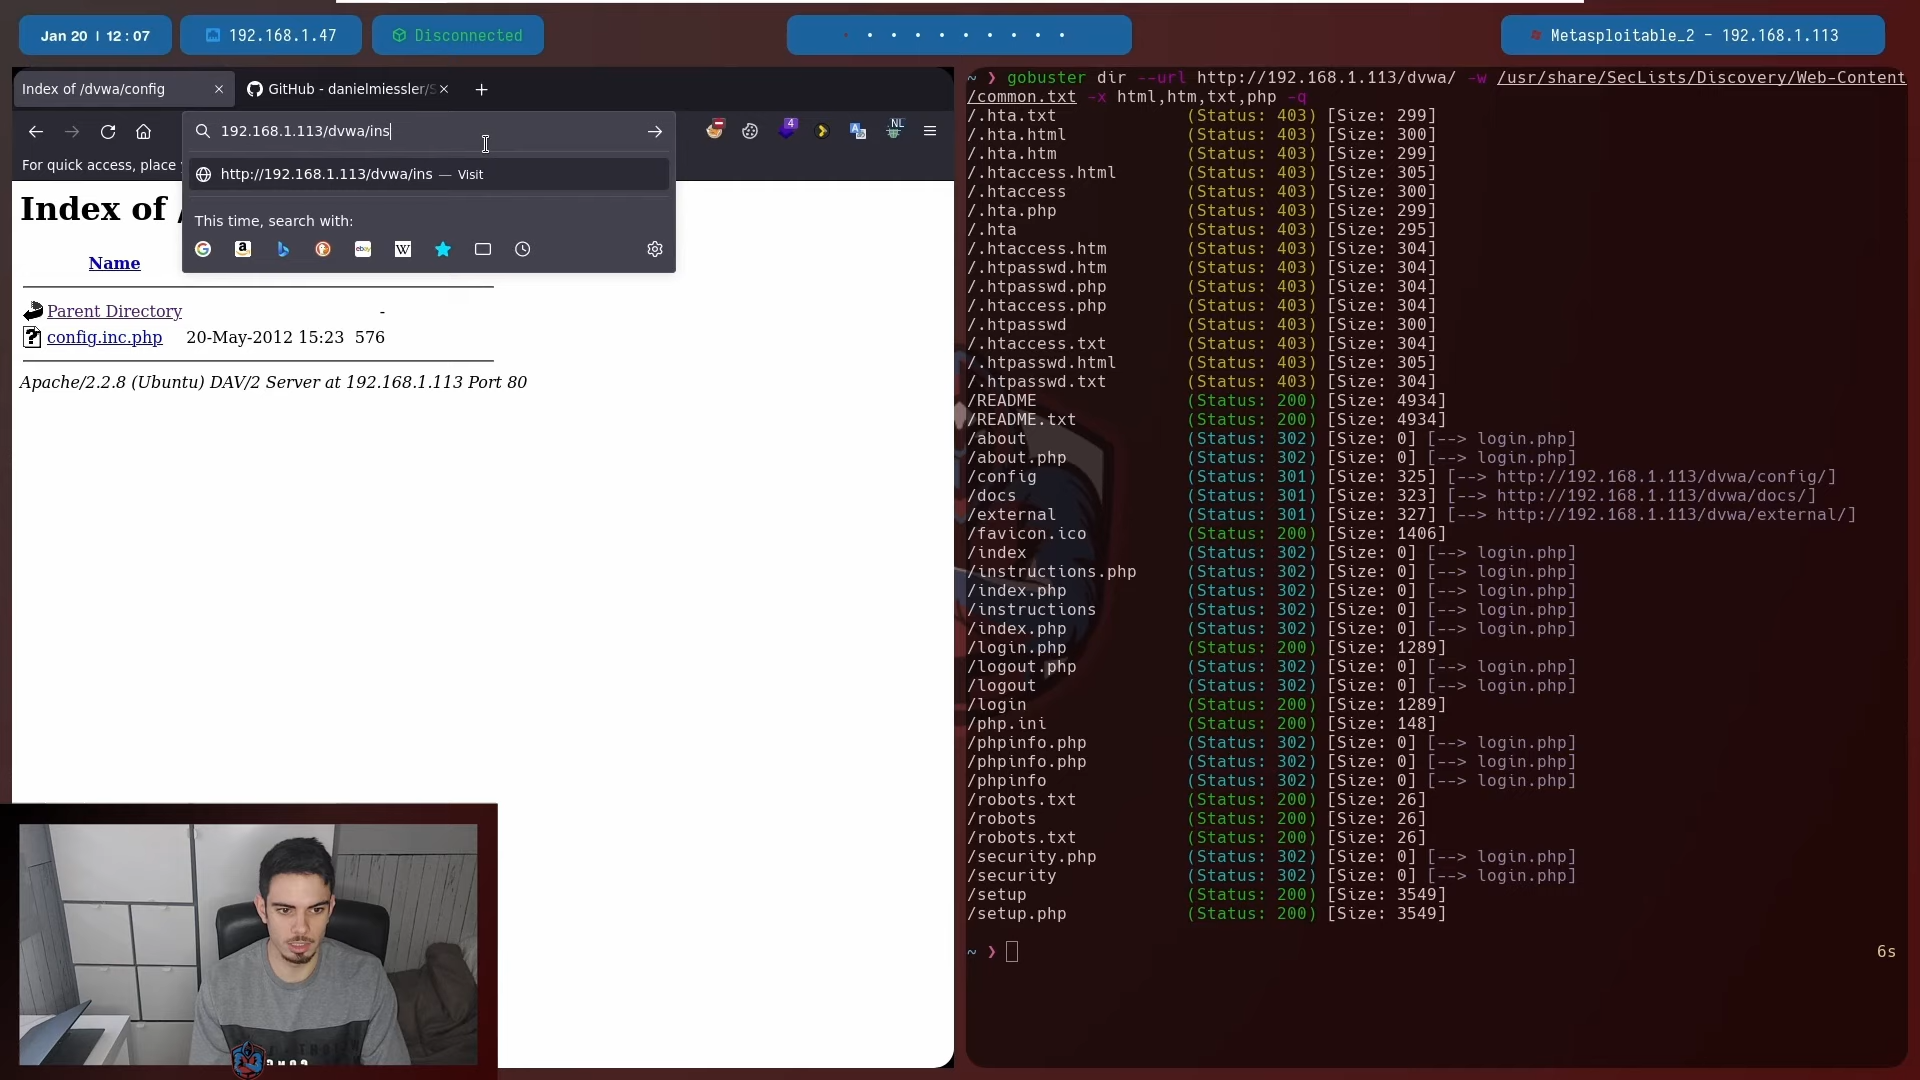 Jan 20 | 12:07
192.168.1.47
Disconnected
Metasploitable_2 - 192.168.1.113
Index of /dvwa/config
GitHub - danielmiessler/S
192.168.1.113/dvwa/ins
4
NL
For quick access, place
http://192.168.1.113/dvwa/ins — Visit
This time, search with:
Index of /
Name
Parent Directory -
config.inc.php 20-May-2012 15:23 576
Apache/2.2.8 (Ubuntu) DAV/2 Server at 192.168.1.113 Port 80
~ ❯ gobuster dir --url http://192.168.1.113/dvwa/ -w /usr/share/SecLists/Discovery/Web-Content
/common.txt -x html,htm,txt,php -q
/.hta.txt (Status: 403) [Size: 299]
/.hta.html (Status: 403) [Size: 300]
/.hta.htm (Status: 403) [Size: 299]
/.htaccess.html (Status: 403) [Size: 305]
/.htaccess (Status: 403) [Size: 300]
/.hta.php (Status: 403) [Size: 299]
/.hta (Status: 403) [Size: 295]
/.htaccess.htm (Status: 403) [Size: 304]
/.htpasswd.htm (Status: 403) [Size: 304]
/.htpasswd.php (Status: 403) [Size: 304]
/.htaccess.php (Status: 403) [Size: 304]
/.htpasswd (Status: 403) [Size: 300]
/.htaccess.txt (Status: 403) [Size: 304]
/.htpasswd.html (Status: 403) [Size: 305]
/.htpasswd.txt (Status: 403) [Size: 304]
/README (Status: 200) [Size: 4934]
/README.txt (Status: 200) [Size: 4934]
/about (Status: 302) [Size: 0] [--> login.php]
/about.php (Status: 302) [Size: 0] [--> login.php]
/config (Status: 301) [Size: 325] [--> http://192.168.1.113/dvwa/config/]
/docs (Status: 301) [Size: 323] [--> http://192.168.1.113/dvwa/docs/]
/external (Status: 301) [Size: 327] [--> http://192.168.1.113/dvwa/external/]
/favicon.ico (Status: 200) [Size: 1406]
/index (Status: 302) [Size: 0] [--> login.php]
/instructions.php (Status: 302) [Size: 0] [--> login.php]
/index.php (Status: 302) [Size: 0] [--> login.php]
/instructions (Status: 302) [Size: 0] [--> login.php]
/index.php (Status: 302) [Size: 0] [--> login.php]
/login.php (Status: 200) [Size: 1289]
/logout.php (Status: 302) [Size: 0] [--> login.php]
/logout (Status: 302) [Size: 0] [--> login.php]
/login (Status: 200) [Size: 1289]
/php.ini (Status: 200) [Size: 148]
/phpinfo.php (Status: 302) [Size: 0] [--> login.php]
/phpinfo.php (Status: 302) [Size: 0] [--> login.php]
/phpinfo (Status: 302) [Size: 0] [--> login.php]
/robots.txt (Status: 200) [Size: 26]
/robots (Status: 200) [Size: 26]
/robots.txt (Status: 200) [Size: 26]
/security.php (Status: 302) [Size: 0] [--> login.php]
/security (Status: 302) [Size: 0] [--> login.php]
/setup (Status: 200) [Size: 3549]
/setup.php (Status: 200) [Size: 3549]
~ ❯ 6s